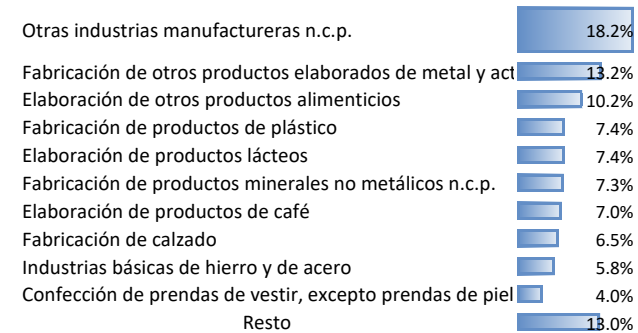 Otras industrias manufactureras n.c.p. 18.2%
Fabricación de otros productos elaborados de metal y act 13.2%
Elaboración de otros productos alimenticios 10.2%
Fabricación de productos de plástico 7.4%
Elaboración de productos lácteos 7.4%
Fabricación de productos minerales no metálicos n.c.p. 7.3%
Elaboración de productos de café 7.0%
Fabricación de calzado 6.5%
Industrias básicas de hierro y de acero 5.8%
Confección de prendas de vestir, excepto prendas de piel 4.0%
Resto 13.0%